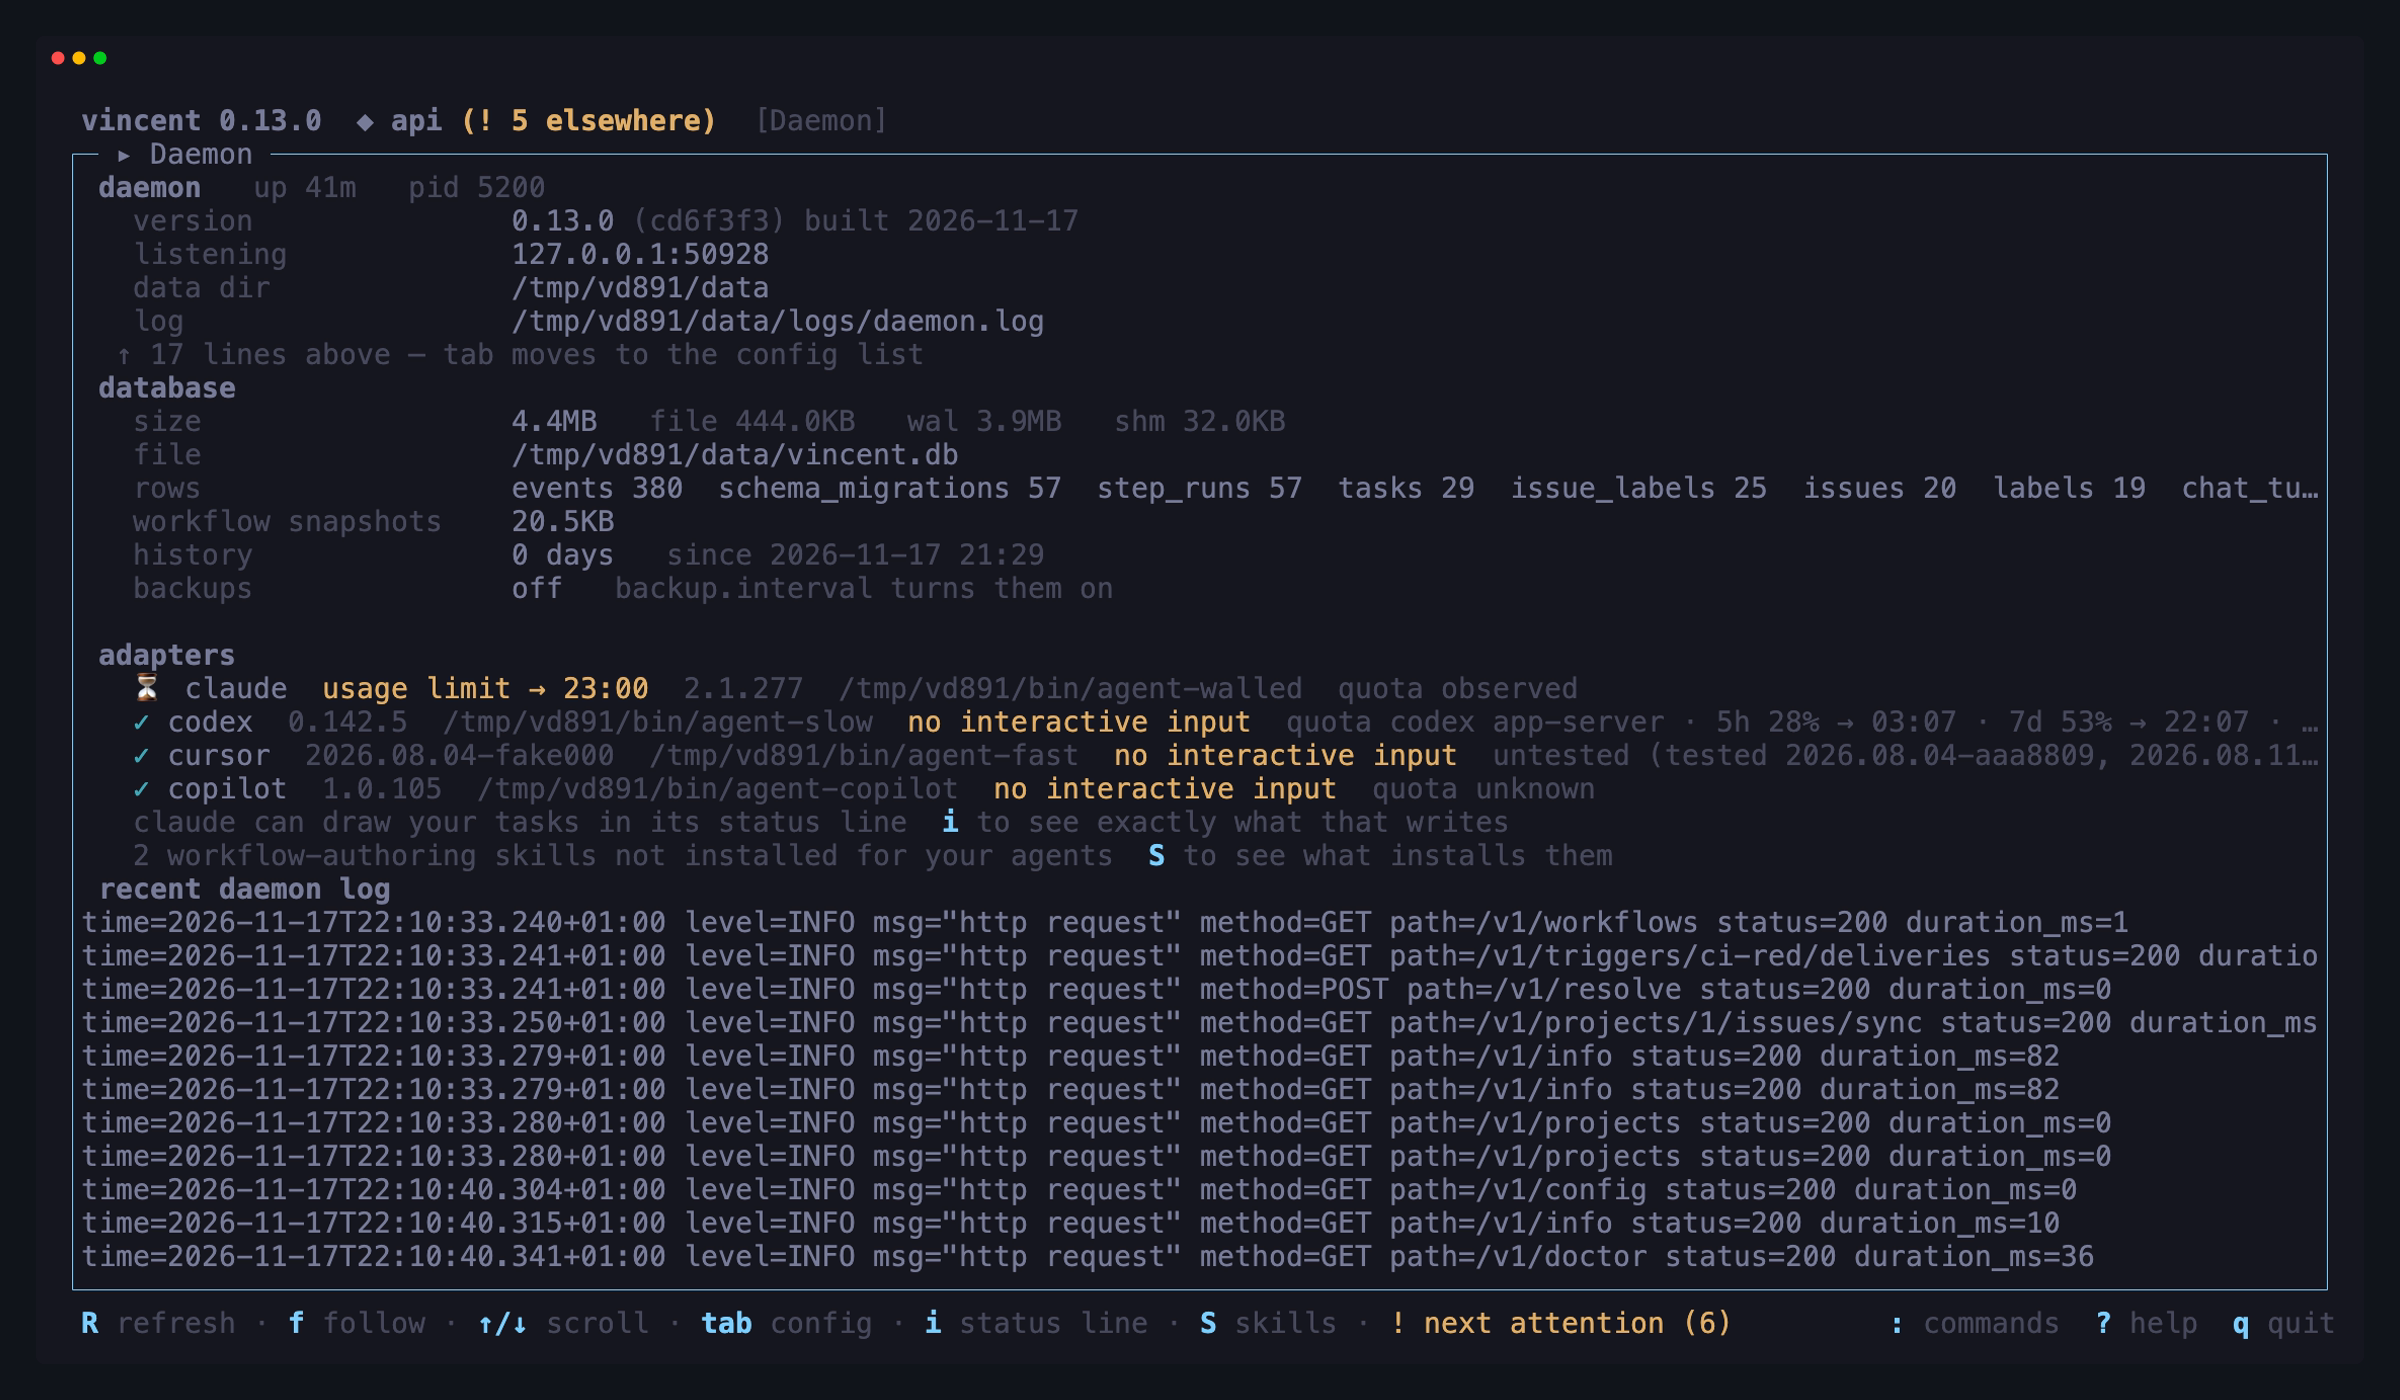 vincent 0.13.0  ◆ api (! 5 elsewhere)  [Daemon]
▸ Daemon
daemon   up 41m   pid 5200
version   0.13.0 (cd6f3f3) built 2026-11-17
listening   127.0.0.1:50928
data dir   /tmp/vd891/data
log   /tmp/vd891/data/logs/daemon.log
↑ 17 lines above — tab moves to the config list
database
size   4.4MB   file 444.0KB   wal 3.9MB   shm 32.0KB
file   /tmp/vd891/data/vincent.db
rows   events 380  schema_migrations 57  step_runs 57  tasks 29  issue_labels 25  issues 20  labels 19  chat_tu…
workflow snapshots   20.5KB
history   0 days   since 2026-11-17 21:29
backups   off   backup.interval turns them on
adapters
⏳ claude  usage limit → 23:00  2.1.277  /tmp/vd891/bin/agent-walled  quota observed
✓ codex  0.142.5  /tmp/vd891/bin/agent-slow  no interactive input  quota codex app-server · 5h 28% → 03:07 · 7d 53% → 22:07 · …
✓ cursor  2026.08.04-fake000  /tmp/vd891/bin/agent-fast  no interactive input  untested (tested 2026.08.04-aaa8809, 2026.08.11…
✓ copilot  1.0.105  /tmp/vd891/bin/agent-copilot  no interactive input  quota unknown
claude can draw your tasks in its status line  i to see exactly what that writes
2 workflow-authoring skills not installed for your agents  S to see what installs them
recent daemon log
time=2026-11-17T22:10:33.240+01:00 level=INFO msg="http request" method=GET path=/v1/workflows status=200 duration_ms=1
time=2026-11-17T22:10:33.241+01:00 level=INFO msg="http request" method=GET path=/v1/triggers/ci-red/deliveries status=200 duratio
time=2026-11-17T22:10:33.241+01:00 level=INFO msg="http request" method=POST path=/v1/resolve status=200 duration_ms=0
time=2026-11-17T22:10:33.250+01:00 level=INFO msg="http request" method=GET path=/v1/projects/1/issues/sync status=200 duration_ms
time=2026-11-17T22:10:33.279+01:00 level=INFO msg="http request" method=GET path=/v1/info status=200 duration_ms=82
time=2026-11-17T22:10:33.279+01:00 level=INFO msg="http request" method=GET path=/v1/info status=200 duration_ms=82
time=2026-11-17T22:10:33.280+01:00 level=INFO msg="http request" method=GET path=/v1/projects status=200 duration_ms=0
time=2026-11-17T22:10:33.280+01:00 level=INFO msg="http request" method=GET path=/v1/projects status=200 duration_ms=0
time=2026-11-17T22:10:40.304+01:00 level=INFO msg="http request" method=GET path=/v1/config status=200 duration_ms=0
time=2026-11-17T22:10:40.315+01:00 level=INFO msg="http request" method=GET path=/v1/info status=200 duration_ms=10
time=2026-11-17T22:10:40.341+01:00 level=INFO msg="http request" method=GET path=/v1/doctor status=200 duration_ms=36
R refresh · f follow · ↑/↓ scroll · tab config · i status line · S skills · ! next attention (6)   : commands  ? help  q quit